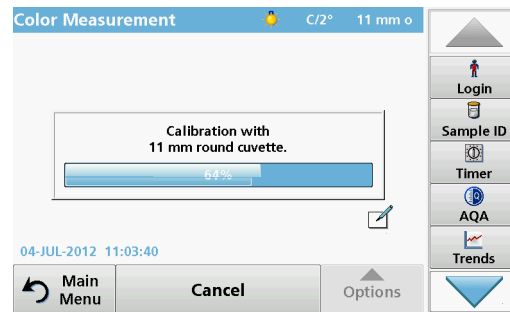 Color Measurement C/2° 11 mm o
Login
Sample ID
Timer
AQA
Trends
Calibration with
11 mm round cuvette.
64%
04-JUL-2012 11:03:40
Main
Menu
Cancel
Options